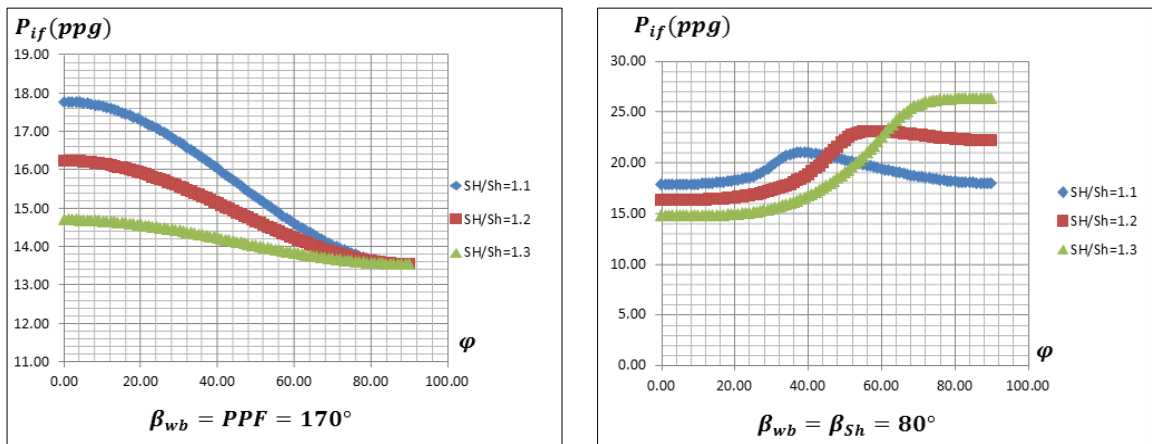 P_if (ppg)
19.00
18.00
17.00
16.00
15.00
14.00
13.00
12.00
11.00
0.00 20.00 40.00 60.00 80.00 100.00
φ
SH/Sh=1.1
SH/Sh=1.2
SH/Sh=1.3
β_wb = PPF = 170°
P_if (ppg)
30.00
25.00
20.00
15.00
10.00
5.00
0.00
0.00 20.00 40.00 60.00 80.00 100.00
φ
SH/Sh=1.1
SH/Sh=1.2
SH/Sh=1.3
β_wb = β_Sh = 80°